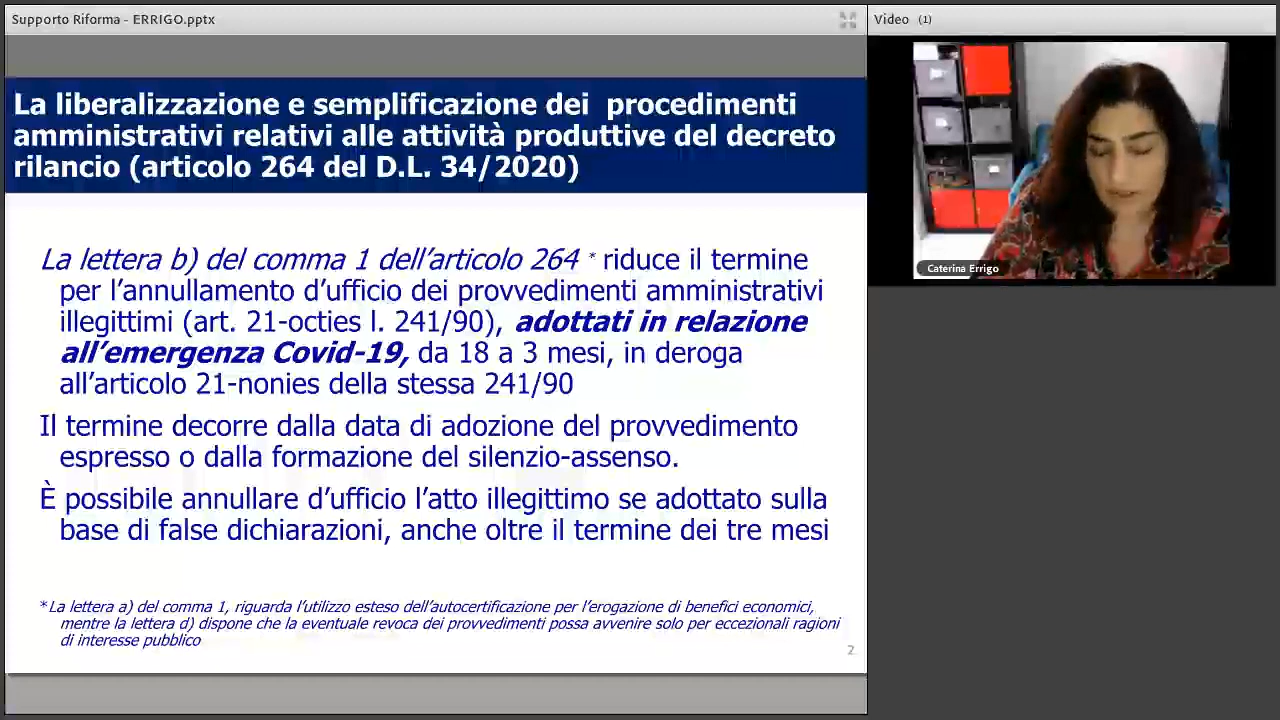 Supporto Riforma - ERRIGO.pptx
Video (1)
La liberalizzazione e semplificazione dei procedimenti
amministrativi relativi alle attività produttive del decreto
rilancio (articolo 264 del D.L. 34/2020)
La lettera b) del comma 1 dell’articolo 264 * riduce il termine
per l’annullamento d’ufficio dei provvedimenti amministrativi
illegittimi (art. 21-octies l. 241/90), adottati in relazione
all’emergenza Covid-19, da 18 a 3 mesi, in deroga
all’articolo 21-nonies della stessa 241/90
Il termine decorre dalla data di adozione del provvedimento
espresso o dalla formazione del silenzio-assenso.
È possibile annullare d’ufficio l’atto illegittimo se adottato sulla
base di false dichiarazioni, anche oltre il termine dei tre mesi
*La lettera a) del comma 1, riguarda l’utilizzo esteso dell’autocertificazione per l’erogazione di benefici economici,
mentre la lettera d) dispone che la eventuale revoca dei provvedimenti possa avvenire solo per eccezionali ragioni
di interesse pubblico
2
Caterina Errigo